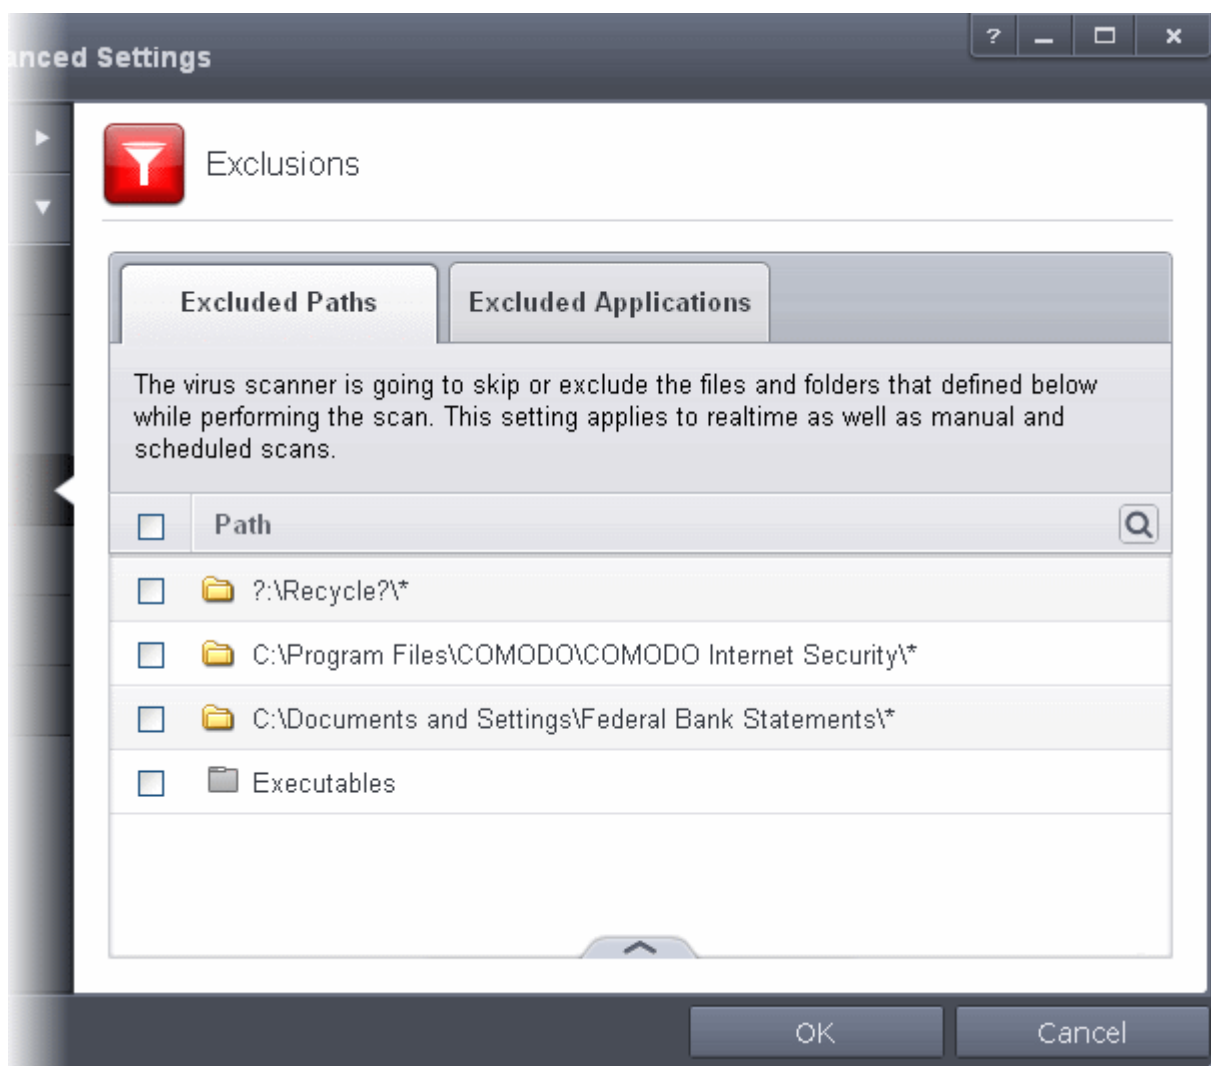 anced Settings
?
Exclusions
Excluded Paths
Excluded Applications
The virus scanner is going to skip or exclude the files and folders that defined below
while performing the scan. This setting applies to realtime as well as manual and
scheduled scans.
Path
?:\Recycle?\*
C:\Program Files\COMODO\COMODO Internet Security\*
C:\Documents and Settings\Federal Bank Statements\*
Executables
OK
Cancel